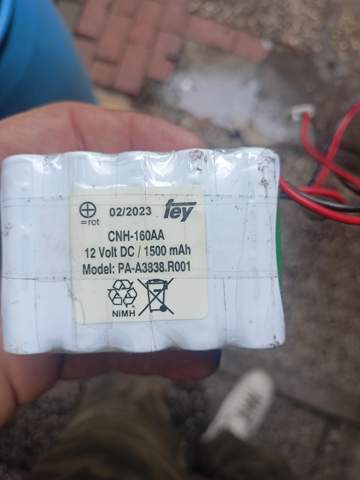 ⊕ 02/2023 fey
=rot
CNH-160AA
12 Volt DC / 1500 mAh
Model: PA-A3838.R001
NiMH